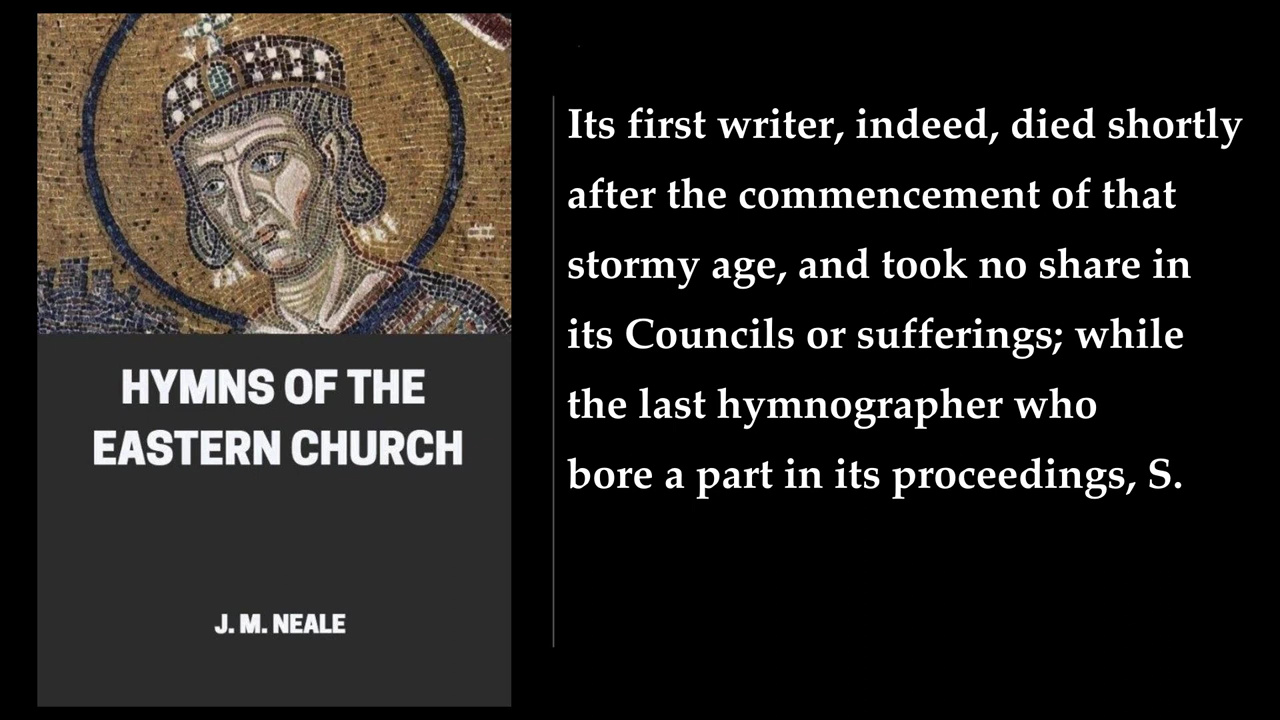 HYMNS OF THE
EASTERN CHURCH
J. M. NEALE
Its first writer, indeed, died shortly
after the commencement of that
stormy age, and took no share in
its Councils or sufferings; while
the last hymnographer who
bore a part in its proceedings, S.